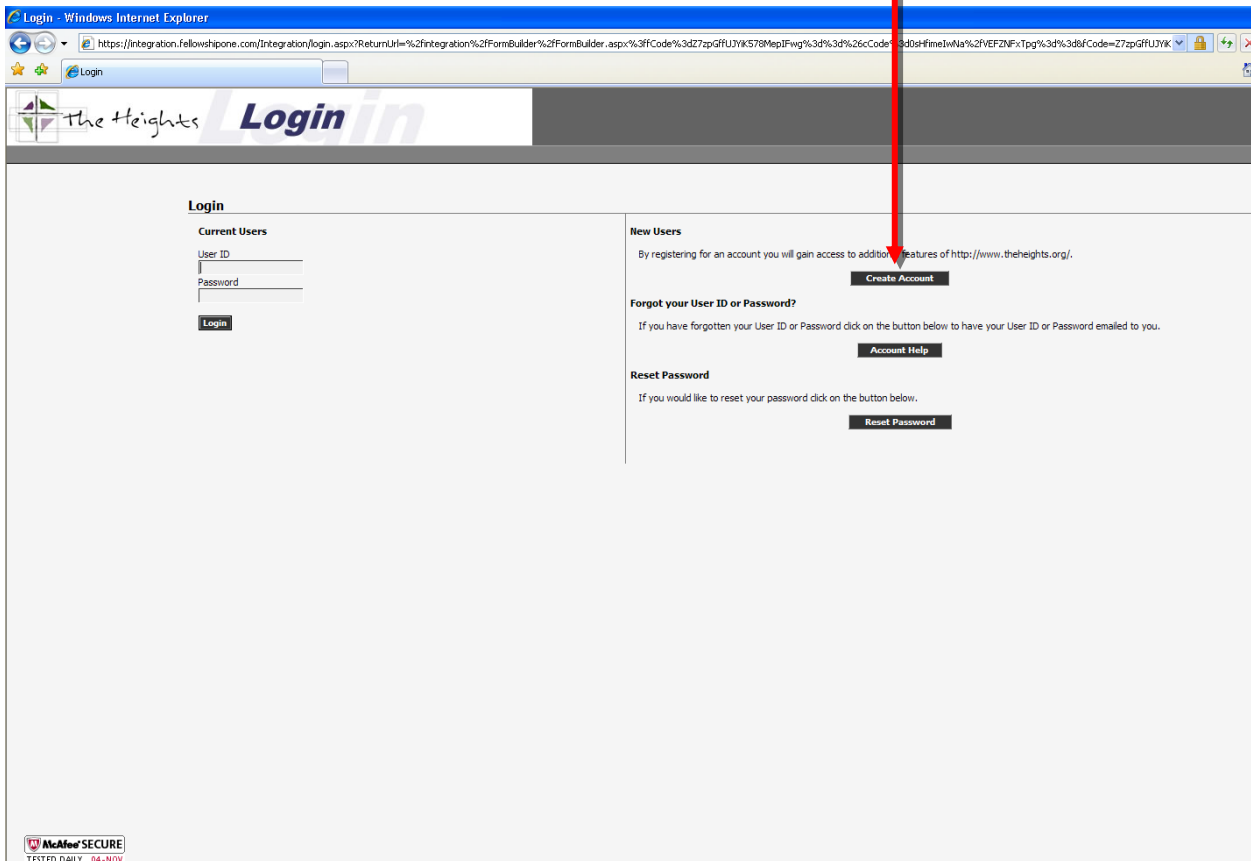 Login - Windows Internet Explorer
https://integration.fellowshipone.com/Integration/login.aspx?ReturnUrl=%2fintegration%2fFormBuilder%2fFormBuilder.aspx%3ffCode%3dZ7zpGffUJYiK578MepIFwg%3d%3d%26cCode%3d0sHfimeIwNa%2fVEFZNFxTpg%3d%3d&fCode=Z7zpGffUJYiK
Login
The Heights Login
Login
Current Users
User ID
Password
Login
New Users
By registering for an account you will gain access to additional features of http://www.theheights.org/.
Create Account
Forgot your User ID or Password?
If you have forgotten your User ID or Password click on the button below to have your User ID or Password emailed to you.
Account Help
Reset Password
If you would like to reset your password click on the button below.
Reset Password
McAfee SECURE
TESTED DAILY 04-NOV